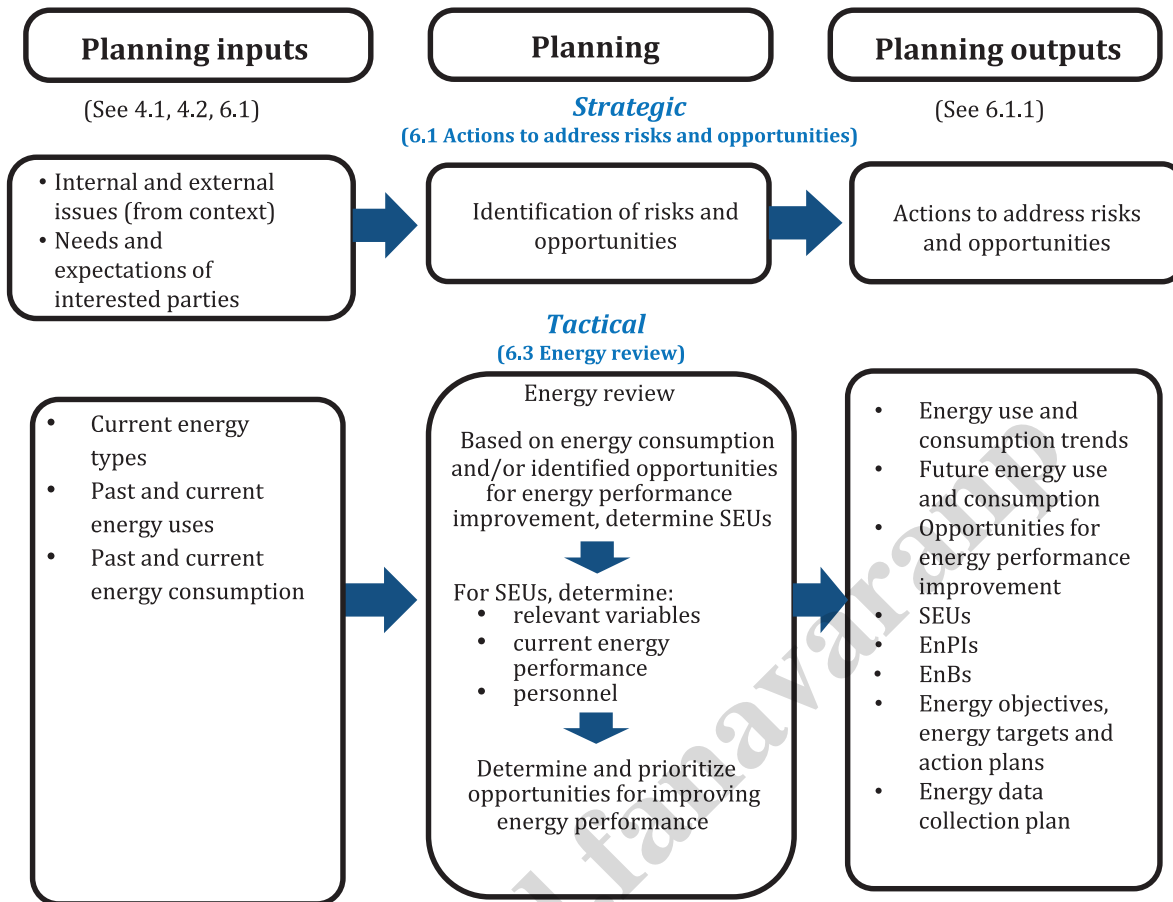 Planning inputs
Planning
Planning outputs
(See 4.1, 4.2, 6.1)
Strategic
(6.1 Actions to address risks and opportunities)
(See 6.1.1)
• Internal and external
issues (from context)
• Needs and
expectations of
interested parties
Identification of risks and
opportunities
Actions to address risks
and opportunities
Tactical
(6.3 Energy review)
• Current energy
types
• Past and current
energy uses
• Past and current
energy consumption
Energy review
Based on energy consumption
and/or identified opportunities
for energy performance
improvement, determine SEUs
For SEUs, determine:
• relevant variables
• current energy
performance
• personnel
Determine and prioritize
opportunities for improving
energy performance
• Energy use and
consumption trends
• Future energy use
and consumption
• Opportunities for
energy performance
improvement
• SEUs
• EnPIs
• EnBs
• Energy objectives,
energy targets and
action plans
• Energy data
collection plan
fanavaranp